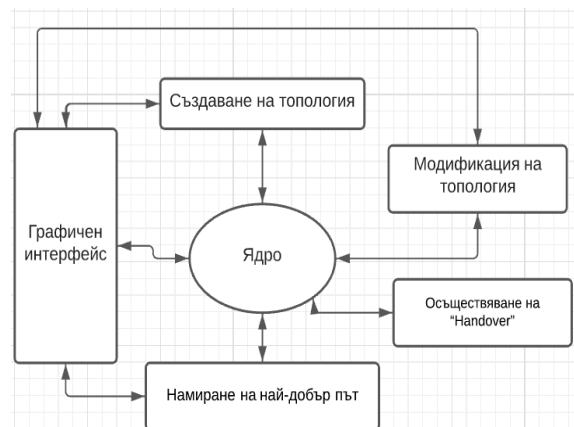 Създаване на топология
Модификация на
топология
Графичен
интерфейс
Ядро
Осъществяване на
“Handover”
Намиране на най-добър път